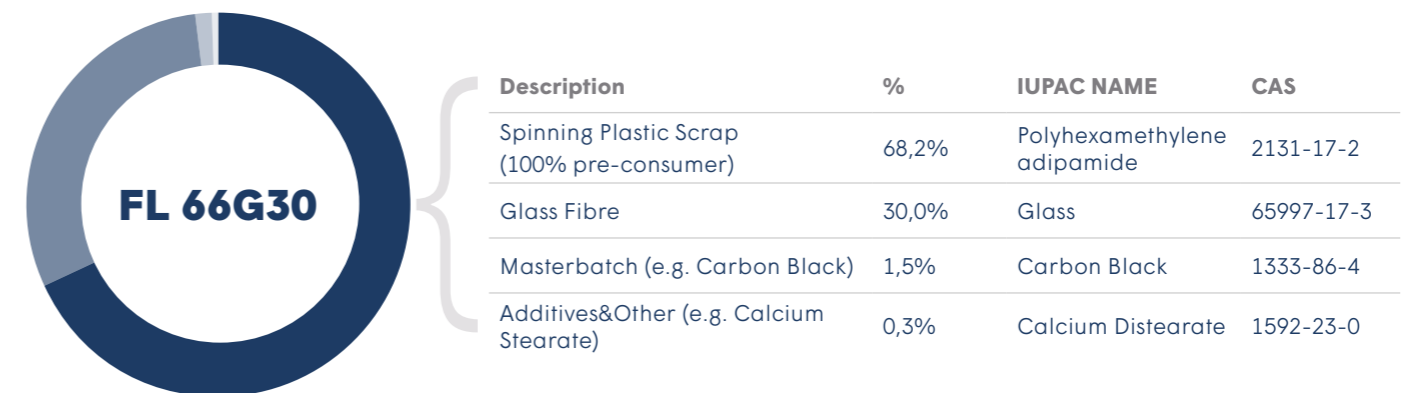 FL 66G30
Description % IUPAC NAME CAS
Spinning Plastic Scrap
(100% pre-consumer) 68,2% Polyhexamethylene
adipamide 2131-17-2
Glass Fibre 30,0% Glass 65997-17-3
Masterbatch (e.g. Carbon Black) 1,5% Carbon Black 1333-86-4
Additives&Other (e.g. Calcium
Stearate) 0,3% Calcium Distearate 1592-23-0